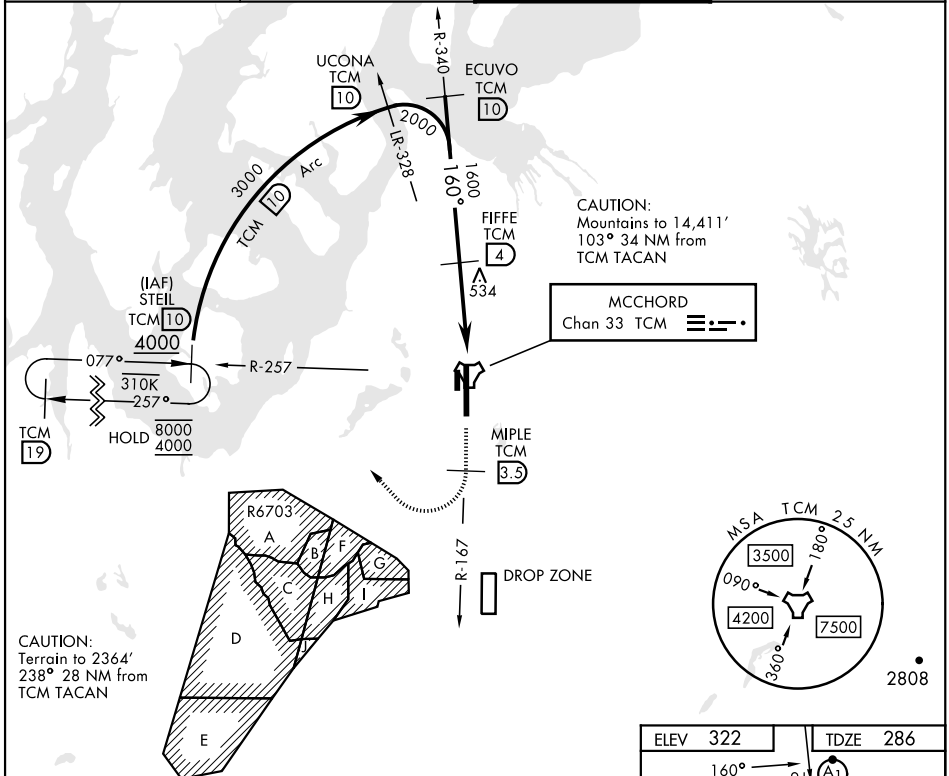 R-340
UCONA
TCM
10
ECUVO
TCM
10
2000
LR-328
3000
Arc
TCM 10
1600
160°
FIFFE
TCM
4
534
CAUTION:
Mountains to 14,411'
103° 34 NM from
TCM TACAN
MCCHORD
Chan 33 TCM
(IAF)
STEIL
TCM 10
4000
077°
R-257
310K
257°
HOLD 8000
4000
TCM
19
MIPLE
TCM
3.5
R-167
DROP ZONE
R6703
A
B
F
G
C
H
I
D
J
E
CAUTION:
Terrain to 2364'
238° 28 NM from
TCM TACAN
MSA TCM 25 NM
3500
180°
090°
4200
7500
360°
2808
ELEV 322
TDZE 286
160°
A1